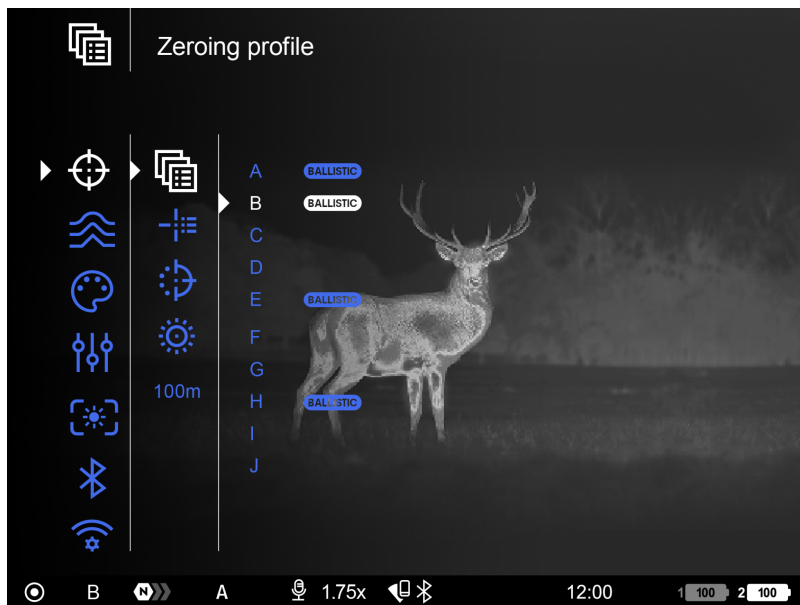 Zeroing profile
A BALLISTIC
B BALLISTIC
C
D
E BALLISTIC
F
G
100m
H BALLISTIC
I
J
B N A 1.75x 12:00 1 100 2 100